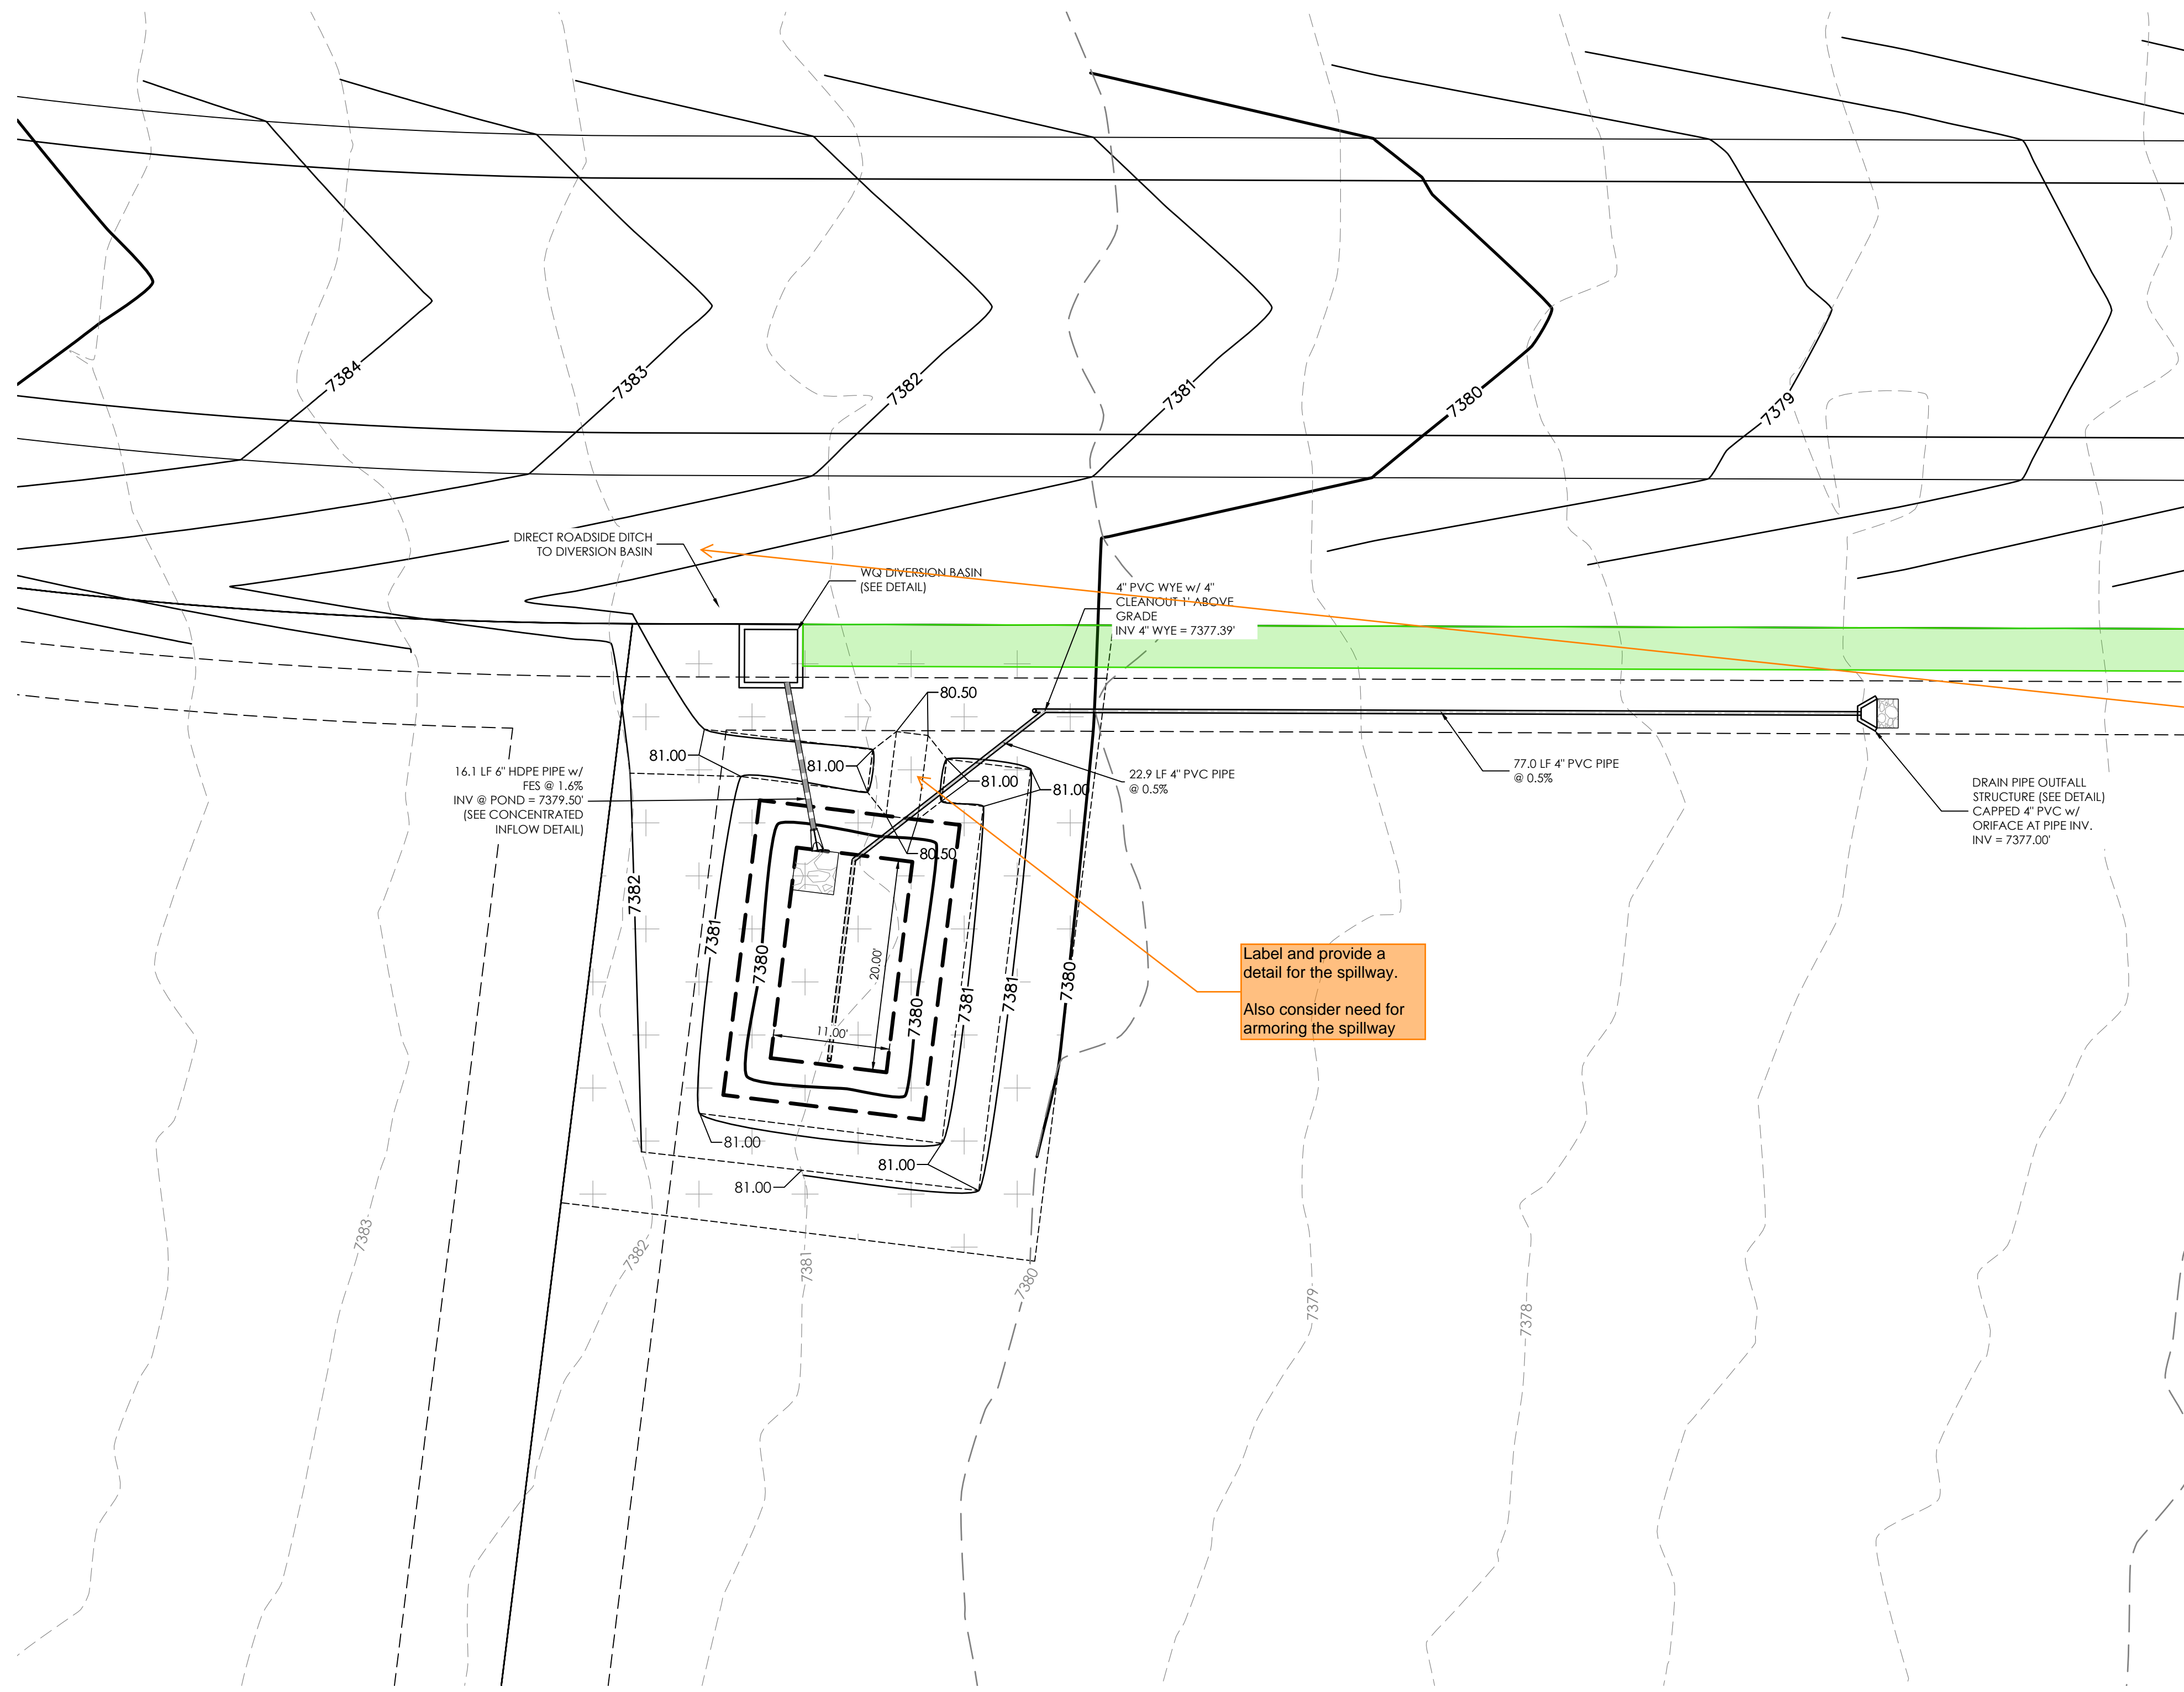 7384
7383
7382
7381
7380
7379
DIRECT ROADSIDE DITCH
TO DIVERSION BASIN
WQ DIVERSION BASIN
(SEE DETAIL)
4" PVC WYE w/ 4"
CLEANOUT 1' ABOVE
GRADE
INV 4" WYE = 7377.39'
80.50
81.00
81.00
81.00
81.00
16.1 LF 6" HDPE PIPE w/
FES @ 1.6%
INV @ POND = 7379.50'
(SEE CONCENTRATED
INFLOW DETAIL)
22.9 LF 4" PVC PIPE
@ 0.5%
77.0 LF 4" PVC PIPE
@ 0.5%
DRAIN PIPE OUTFALL
STRUCTURE (SEE DETAIL)
CAPPED 4" PVC w/
ORIFACE AT PIPE INV.
INV = 7377.00'
80.50
7382
7381
7380
20.00'
7380
7381
7381
7380
11.00'
Label and provide a
detail for the spillway.
Also consider need for
armoring the spillway
81.00
81.00
81.00
7383
7382
7381
7380
7379
7378